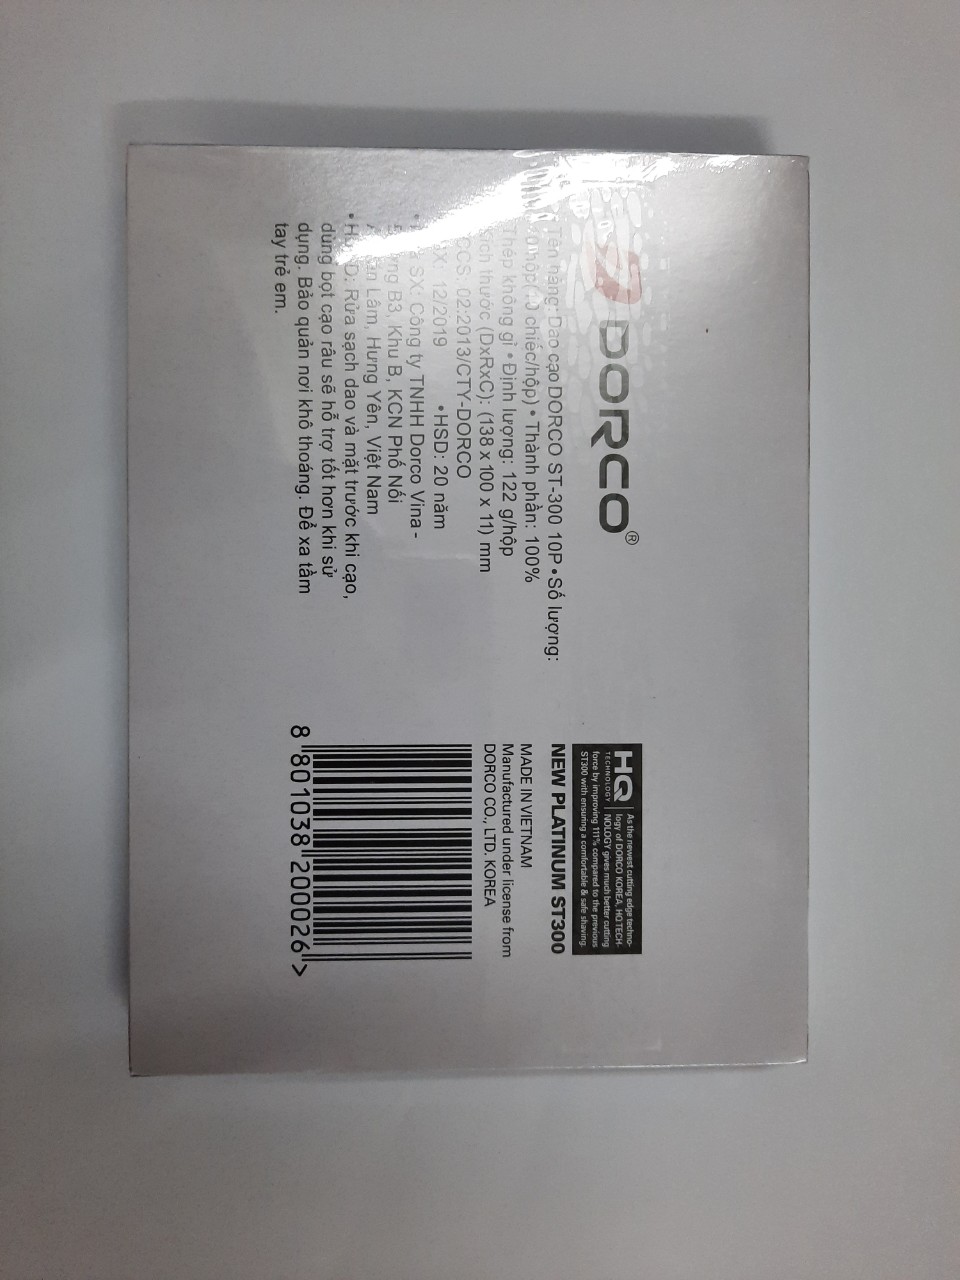 DORCO®
Tên hàng: Dao cạo DORCO ST-300 10P • Số lượng:
hộp( chiếc/hộp) • Thành phần: 100%
Thép không gỉ • Định lượng: 122 g/hộp
thước (DxRxC): (138 x 100 x 11) mm
02:2013/CTY-DORCO
12/2019 •HSD: 20 năm
SX: Công ty TNHH Dorco Vina-
B3, Khu B, KCN Phố Nối
Lâm, Hưng Yên, Việt Nam
Rửa sạch dao và mặt trước khi cạo,
dùng bọt cạo râu sẽ hỗ trợ tốt hơn khi sử
dụng. Bảo quản nơi khô thoáng. Để xa tầm
tay trẻ em.
HQ
TECHNOLOGY
As the newest cutting edge techno-
logy of DORCO KOREA, HQ TECH-
NOLOGY gives much better cutting
force by improving 111% compared to the previous
ST300 with ensuring a comfortable & safe shaving.
NEW PLATINUM ST300
MADE IN VIETNAM
Manufactured under license from
DORCO CO., LTD. KOREA
8 801038 200026 >